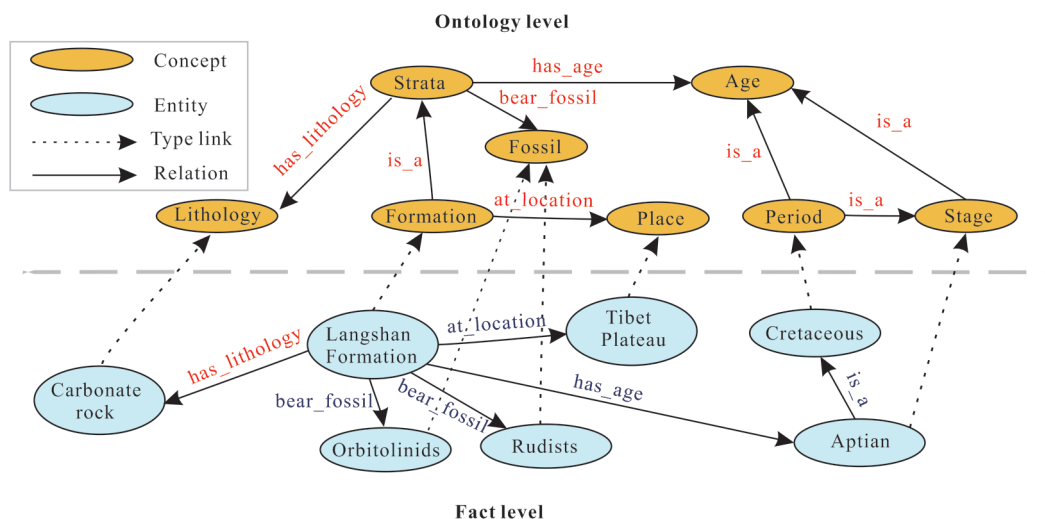 Ontology level
Concept
Entity
Type link
Relation
Strata
has_age
Age
bear_fossil
has_lithology
Fossil
is_a
is_a
is_a
Lithology
Formation
at_location
Place
Period
is_a
Stage
Langshan
Formation
at_location
Tibet
Plateau
Cretaceous
has_lithology
Carbonate
rock
bear_fossil
bear_fossil
has_age
is_a
Orbitolinids
Rudists
Aptian
Fact level